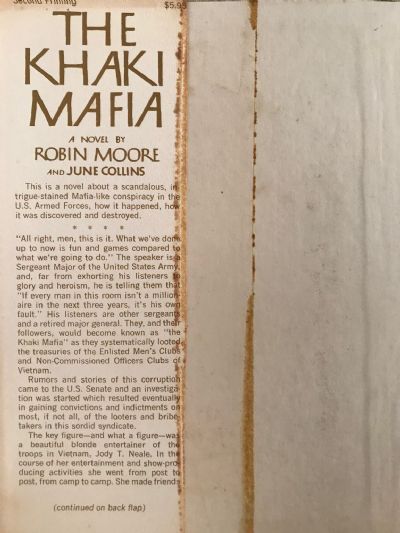 Second Printing
$5.95
THE
KHAKI
MAFIA
A NOVEL BY
ROBIN MOORE
AND JUNE COLLINS
This is a novel about a scandalous, in
trigue-stained Mafia-like conspiracy in the
U.S. Armed Forces, how it happened, how
it was discovered and destroyed.
* * * *
"All right, men, this is it. What we've done
up to now is fun and games compared to
what we're going to do." The speaker is a
Sergeant Major of the United States Army
and, far from exhorting his listeners to
glory and heroism, he is telling them that
"If every man in this room isn't a million-
aire in the next three years, it's his own
fault." His listeners are other sergeants
and a retired major general. They, and their
followers, would become known as "the
Khaki Mafia" as they systematically looted
the treasuries of the Enlisted Men's Clubs
and Non-Commissioned Officers Clubs of
Vietnam.
Rumors and stories of this corruption
came to the U.S. Senate and an investiga-
tion was started which resulted eventually
in gaining convictions and indictments on
most, if not all, of the looters and bribe-
takers in this sordid syndicate.
The key figure—and what a figure—was
a beautiful blonde entertainer of the
troops in Vietnam, Jody T. Neale. In the
course of her entertainment and show-pro-
ducing activities she went from post to
post, from camp to camp. She made friends
(continued on back flap)